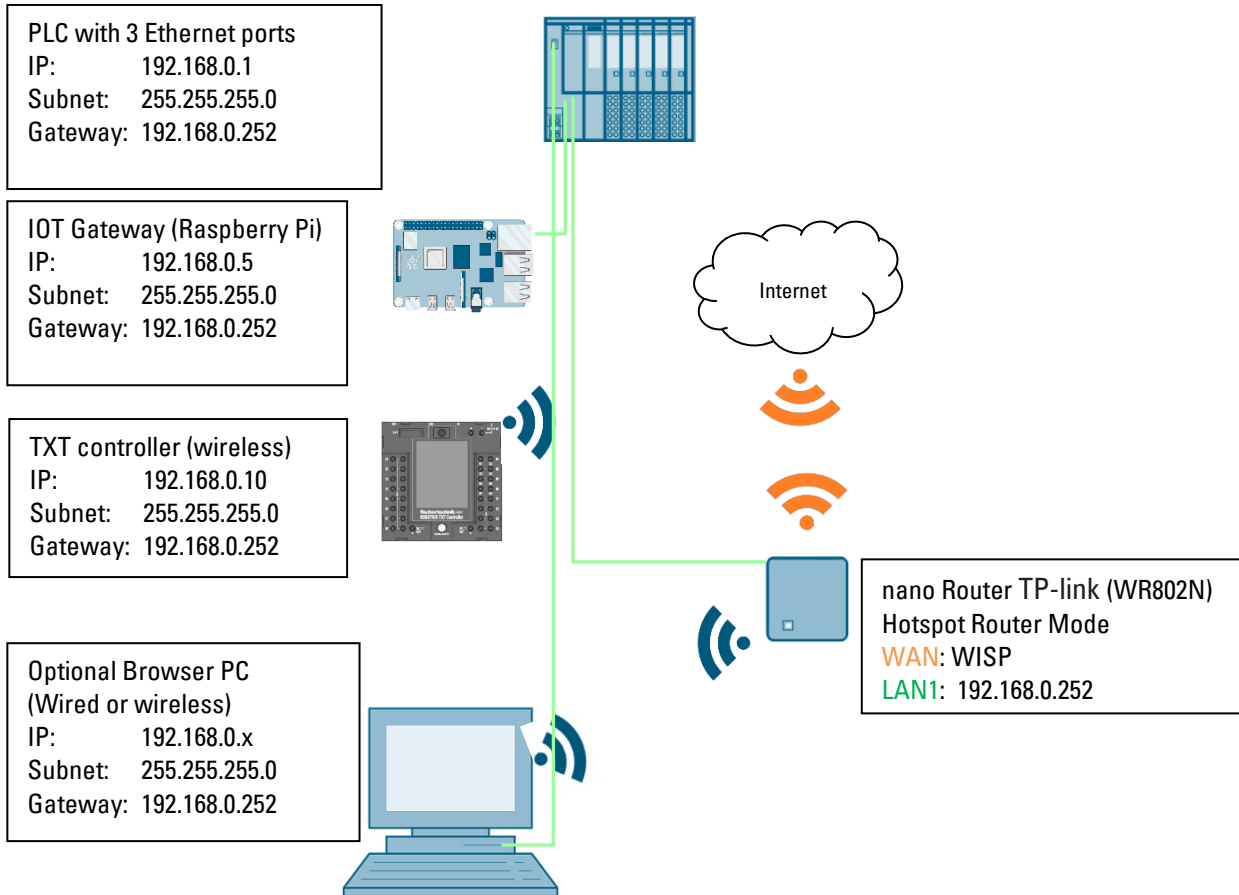 PLC with 3 Ethernet ports
IP: 192.168.0.1
Subnet: 255.255.255.0
Gateway: 192.168.0.252
IOT Gateway (Raspberry Pi)
IP: 192.168.0.5
Subnet: 255.255.255.0
Gateway: 192.168.0.252
Internet
TXT controller (wireless)
IP: 192.168.0.10
Subnet: 255.255.255.0
Gateway: 192.168.0.252
nano Router TP-link (WR802N)
Hotspot Router Mode
WAN: WISP
LAN1: 192.168.0.252
Optional Browser PC
(Wired or wireless)
IP: 192.168.0.x
Subnet: 255.255.255.0
Gateway: 192.168.0.252